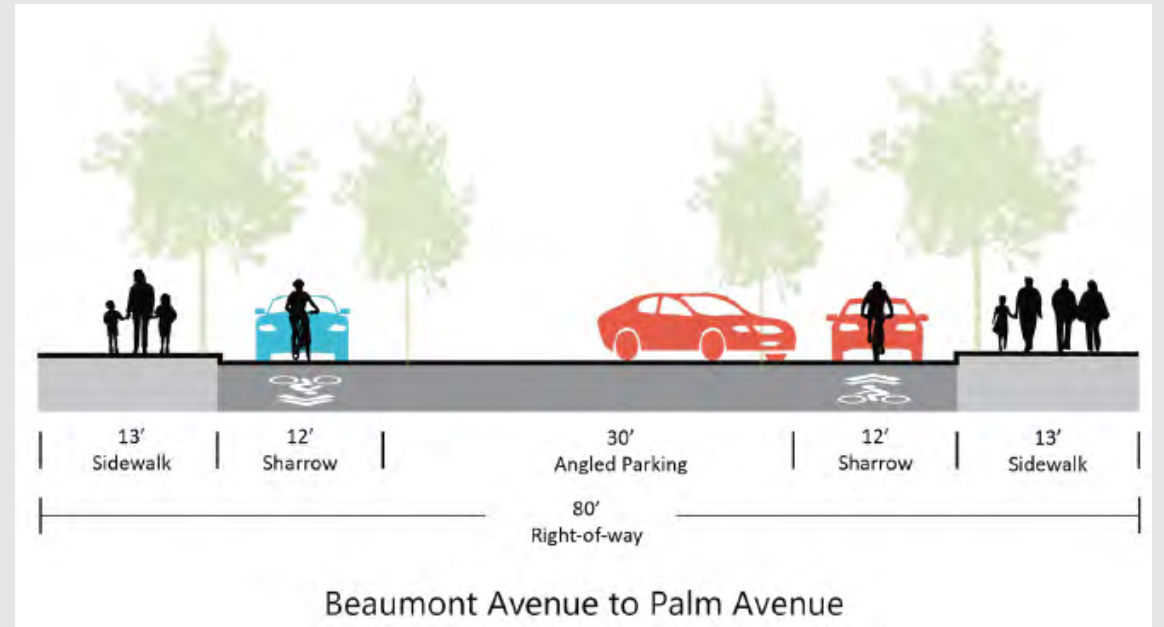 13’
Sidewalk
12’
Sharrow
30’
Angled Parking
12’
Sharrow
13’
Sidewalk
80’
Right-of-way
Beaumont Avenue to Palm Avenue